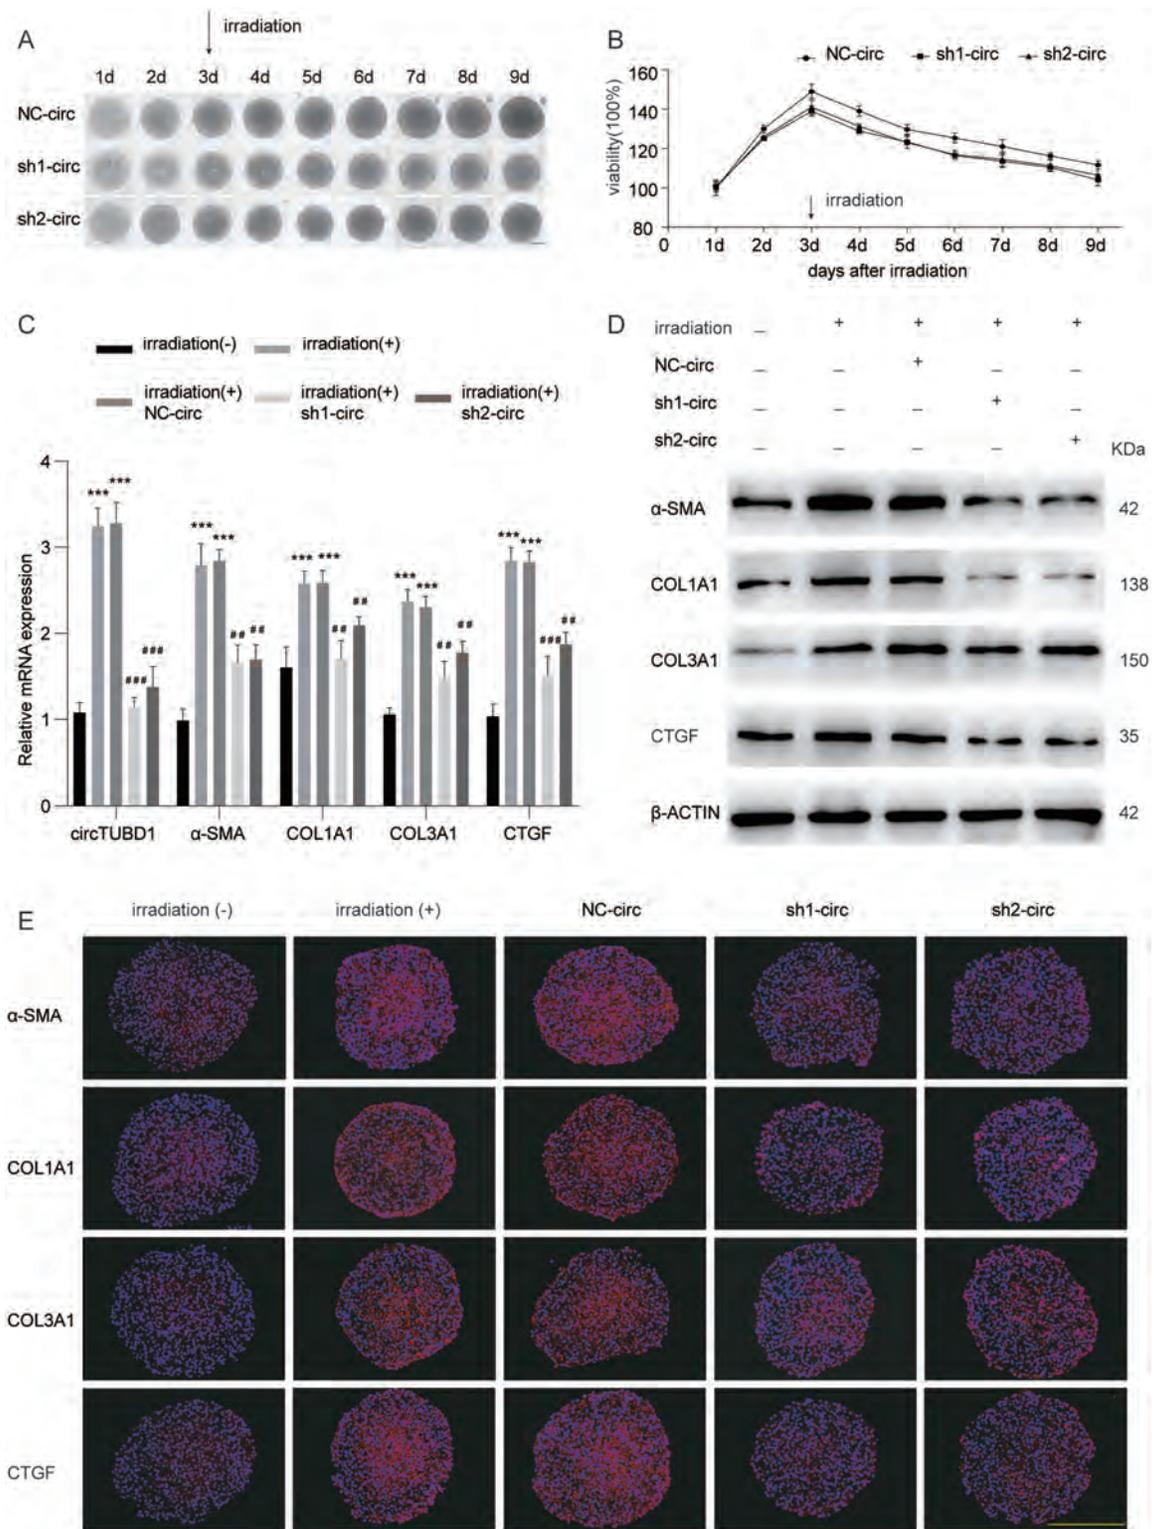 A
irradiation
1d 2d 3d 4d 5d 6d 7d 8d 9d
NC-circ
sh1-circ
sh2-circ
B
NC-circ sh1-circ sh2-circ
viability(100%)
160
140
120
100
80
irradiation
0 1d 2d 3d 4d 5d 6d 7d 8d 9d
days after irradiation
C
irradiation(-) irradiation(+)
irradiation(+) irradiation(+) irradiation(+)
NC-circ sh1-circ sh2-circ
Relative mRNA expression
4
3
2
1
0
*** *** ### ###
*** *** ## ##
*** *** ## ##
*** *** ## ##
*** *** ### ##
circTUBD1 α-SMA COL1A1 COL3A1 CTGF
D
irradiation – + + + +
NC-circ – – + – –
sh1-circ – – – + –
sh2-circ – – – – +
KDa
α-SMA 42
COL1A1 138
COL3A1 150
CTGF 35
β-ACTIN 42
E
irradiation (-) irradiation (+) NC-circ sh1-circ sh2-circ
α-SMA
COL1A1
COL3A1
CTGF